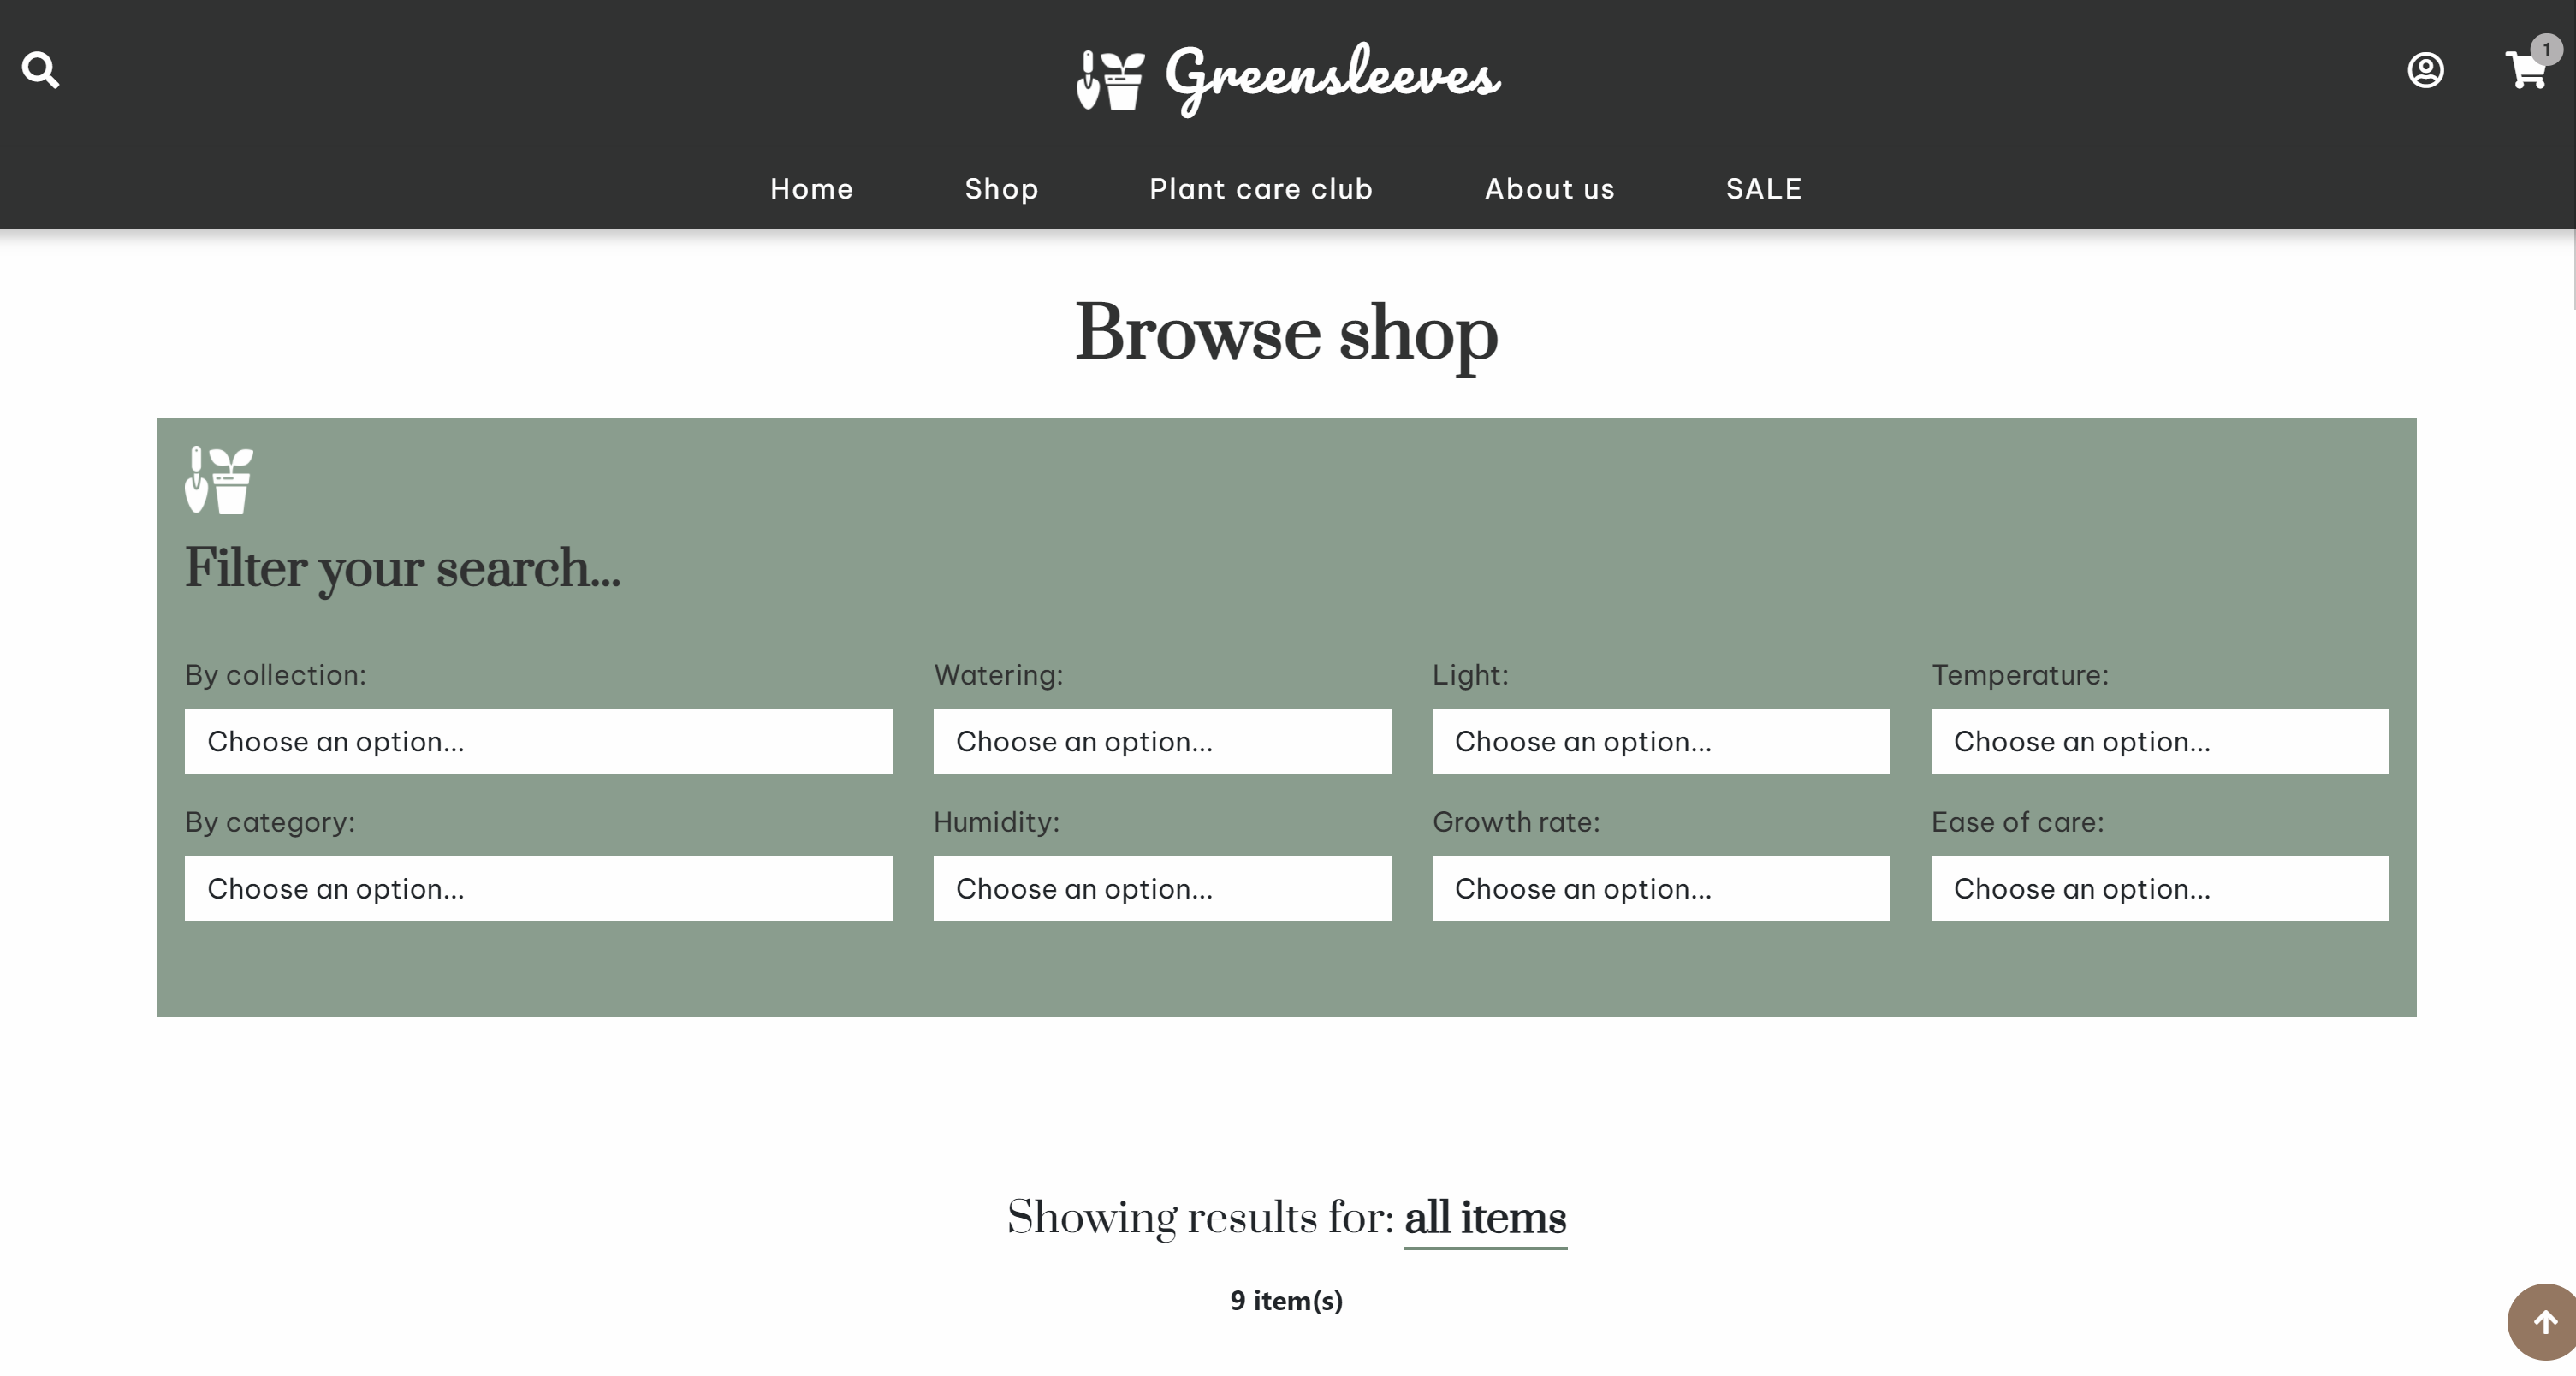 Greensleeves
1
Home Shop Plant care club About us SALE
Browse shop
Filter your search...
By collection: Watering: Light: Temperature:
Choose an option... Choose an option... Choose an option... Choose an option...
By category: Humidity: Growth rate: Ease of care:
Choose an option... Choose an option... Choose an option... Choose an option...
Showing results for: all items
9 item(s)